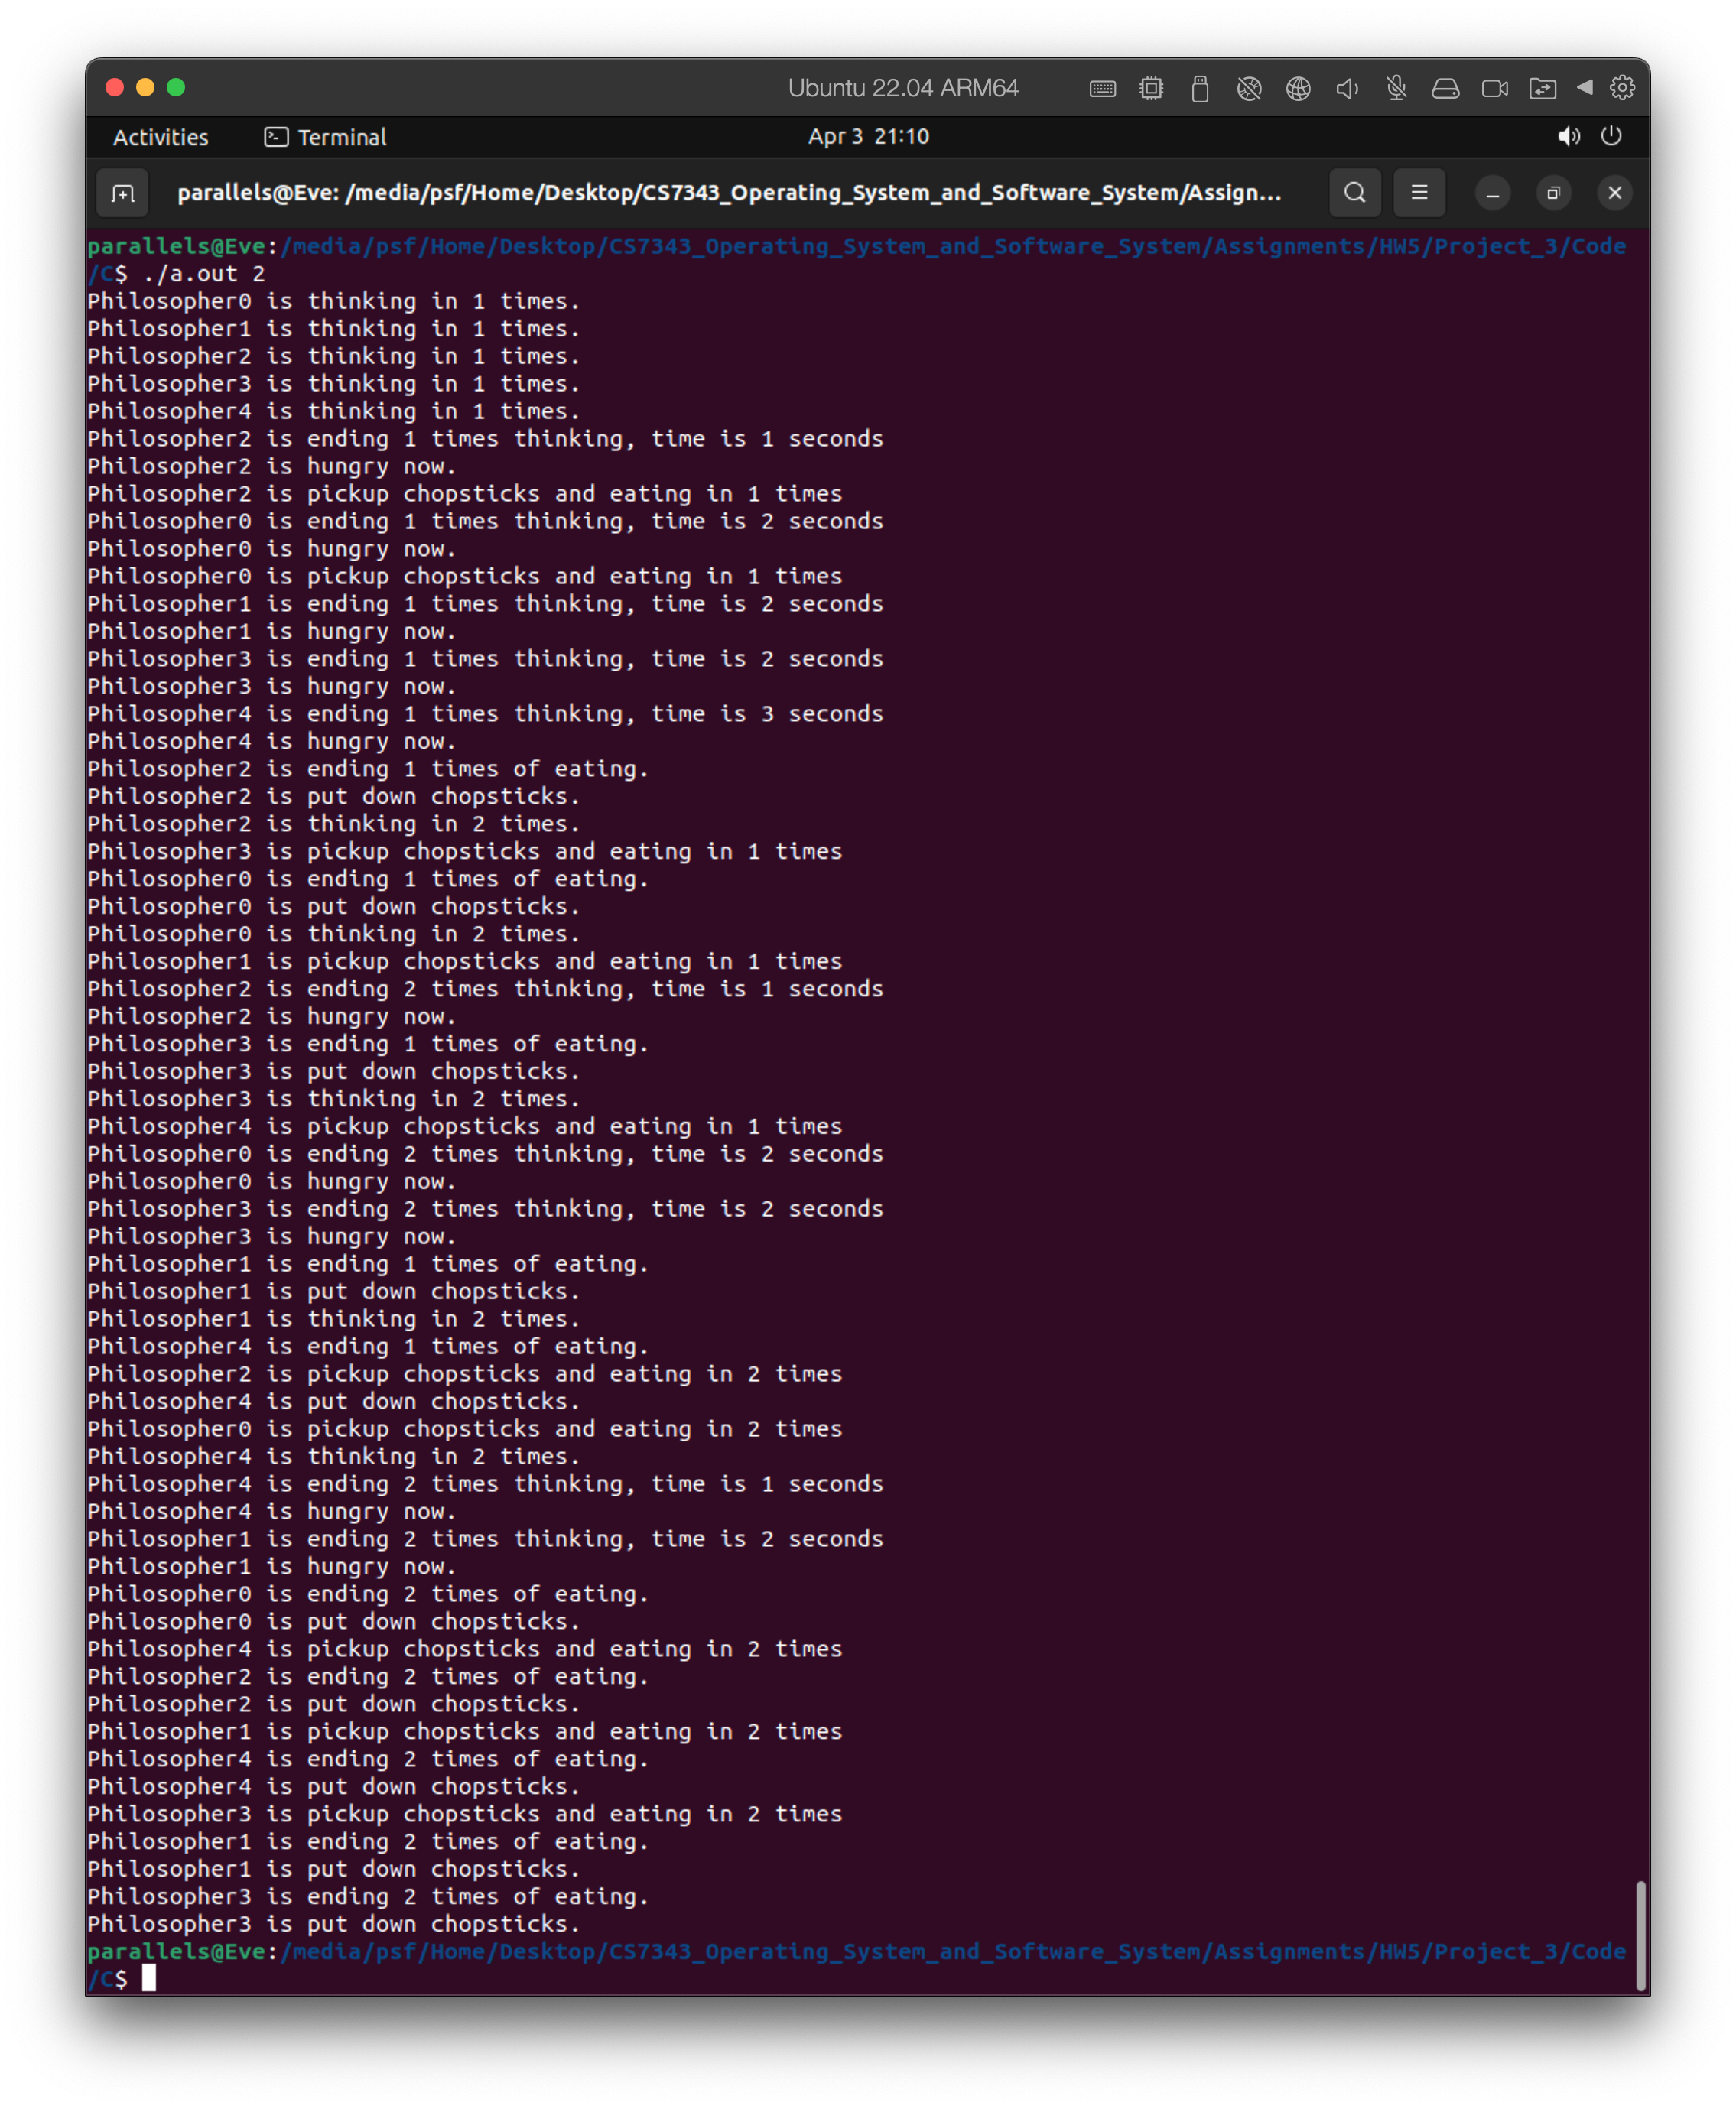 Ubuntu 22.04 ARM64
Activities Terminal Apr 3 21:10
parallels@Eve: /media/psf/Home/Desktop/CS7343_Operating_System_and_Software_System/Assign...
parallels@Eve:/media/psf/Home/Desktop/CS7343_Operating_System_and_Software_System/Assignments/HW5/Project_3/Code
/C$ ./a.out 2
Philosopher0 is thinking in 1 times.
Philosopher1 is thinking in 1 times.
Philosopher2 is thinking in 1 times.
Philosopher3 is thinking in 1 times.
Philosopher4 is thinking in 1 times.
Philosopher2 is ending 1 times thinking, time is 1 seconds
Philosopher2 is hungry now.
Philosopher2 is pickup chopsticks and eating in 1 times
Philosopher0 is ending 1 times thinking, time is 2 seconds
Philosopher0 is hungry now.
Philosopher0 is pickup chopsticks and eating in 1 times
Philosopher1 is ending 1 times thinking, time is 2 seconds
Philosopher1 is hungry now.
Philosopher3 is ending 1 times thinking, time is 2 seconds
Philosopher3 is hungry now.
Philosopher4 is ending 1 times thinking, time is 3 seconds
Philosopher4 is hungry now.
Philosopher2 is ending 1 times of eating.
Philosopher2 is put down chopsticks.
Philosopher2 is thinking in 2 times.
Philosopher3 is pickup chopsticks and eating in 1 times
Philosopher0 is ending 1 times of eating.
Philosopher0 is put down chopsticks.
Philosopher0 is thinking in 2 times.
Philosopher1 is pickup chopsticks and eating in 1 times
Philosopher2 is ending 2 times thinking, time is 1 seconds
Philosopher2 is hungry now.
Philosopher3 is ending 1 times of eating.
Philosopher3 is put down chopsticks.
Philosopher3 is thinking in 2 times.
Philosopher4 is pickup chopsticks and eating in 1 times
Philosopher0 is ending 2 times thinking, time is 2 seconds
Philosopher0 is hungry now.
Philosopher3 is ending 2 times thinking, time is 2 seconds
Philosopher3 is hungry now.
Philosopher1 is ending 1 times of eating.
Philosopher1 is put down chopsticks.
Philosopher1 is thinking in 2 times.
Philosopher4 is ending 1 times of eating.
Philosopher2 is pickup chopsticks and eating in 2 times
Philosopher4 is put down chopsticks.
Philosopher0 is pickup chopsticks and eating in 2 times
Philosopher4 is thinking in 2 times.
Philosopher4 is ending 2 times thinking, time is 1 seconds
Philosopher4 is hungry now.
Philosopher1 is ending 2 times thinking, time is 2 seconds
Philosopher1 is hungry now.
Philosopher0 is ending 2 times of eating.
Philosopher0 is put down chopsticks.
Philosopher4 is pickup chopsticks and eating in 2 times
Philosopher2 is ending 2 times of eating.
Philosopher2 is put down chopsticks.
Philosopher1 is pickup chopsticks and eating in 2 times
Philosopher4 is ending 2 times of eating.
Philosopher4 is put down chopsticks.
Philosopher3 is pickup chopsticks and eating in 2 times
Philosopher1 is ending 2 times of eating.
Philosopher1 is put down chopsticks.
Philosopher3 is ending 2 times of eating.
Philosopher3 is put down chopsticks.
parallels@Eve:/media/psf/Home/Desktop/CS7343_Operating_System_and_Software_System/Assignments/HW5/Project_3/Code
/C$